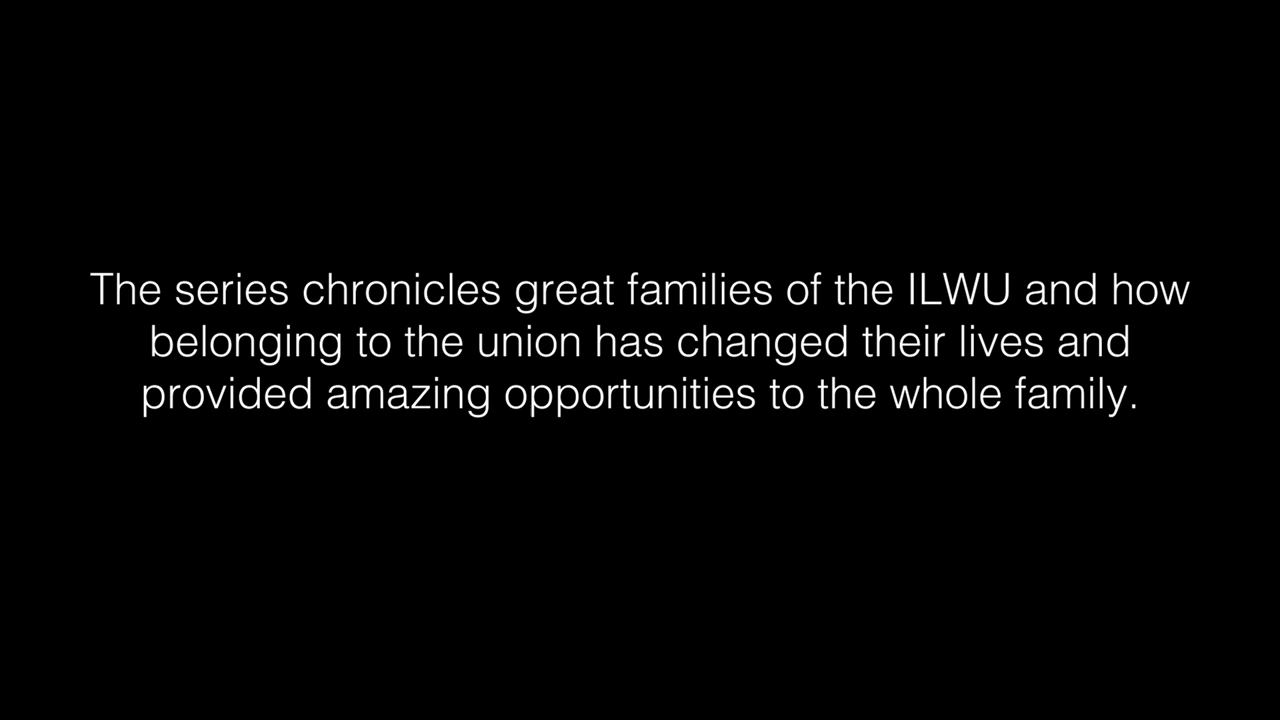 The series chronicles great families of the ILWU and how
belonging to the union has changed their lives and
provided amazing opportunities to the whole family.